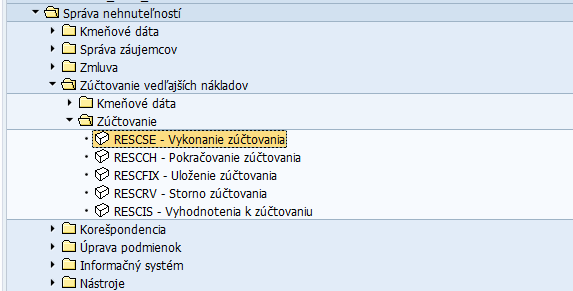 Správa nehnuteľností
Kmeňové dáta
Správa záujemcov
Zmluva
Zúčtovanie vedľajších nákladov
Kmeňové dáta
Zúčtovanie
RESCSE - Vykonanie zúčtovania
RESCCH - Pokračovanie zúčtovania
RESCFIX - Uloženie zúčtovania
RESCRV - Storno zúčtovania
RESCIS - Vyhodnotenia k zúčtovaniu
Korešpondencia
Úprava podmienok
Informačný systém
Nástroje